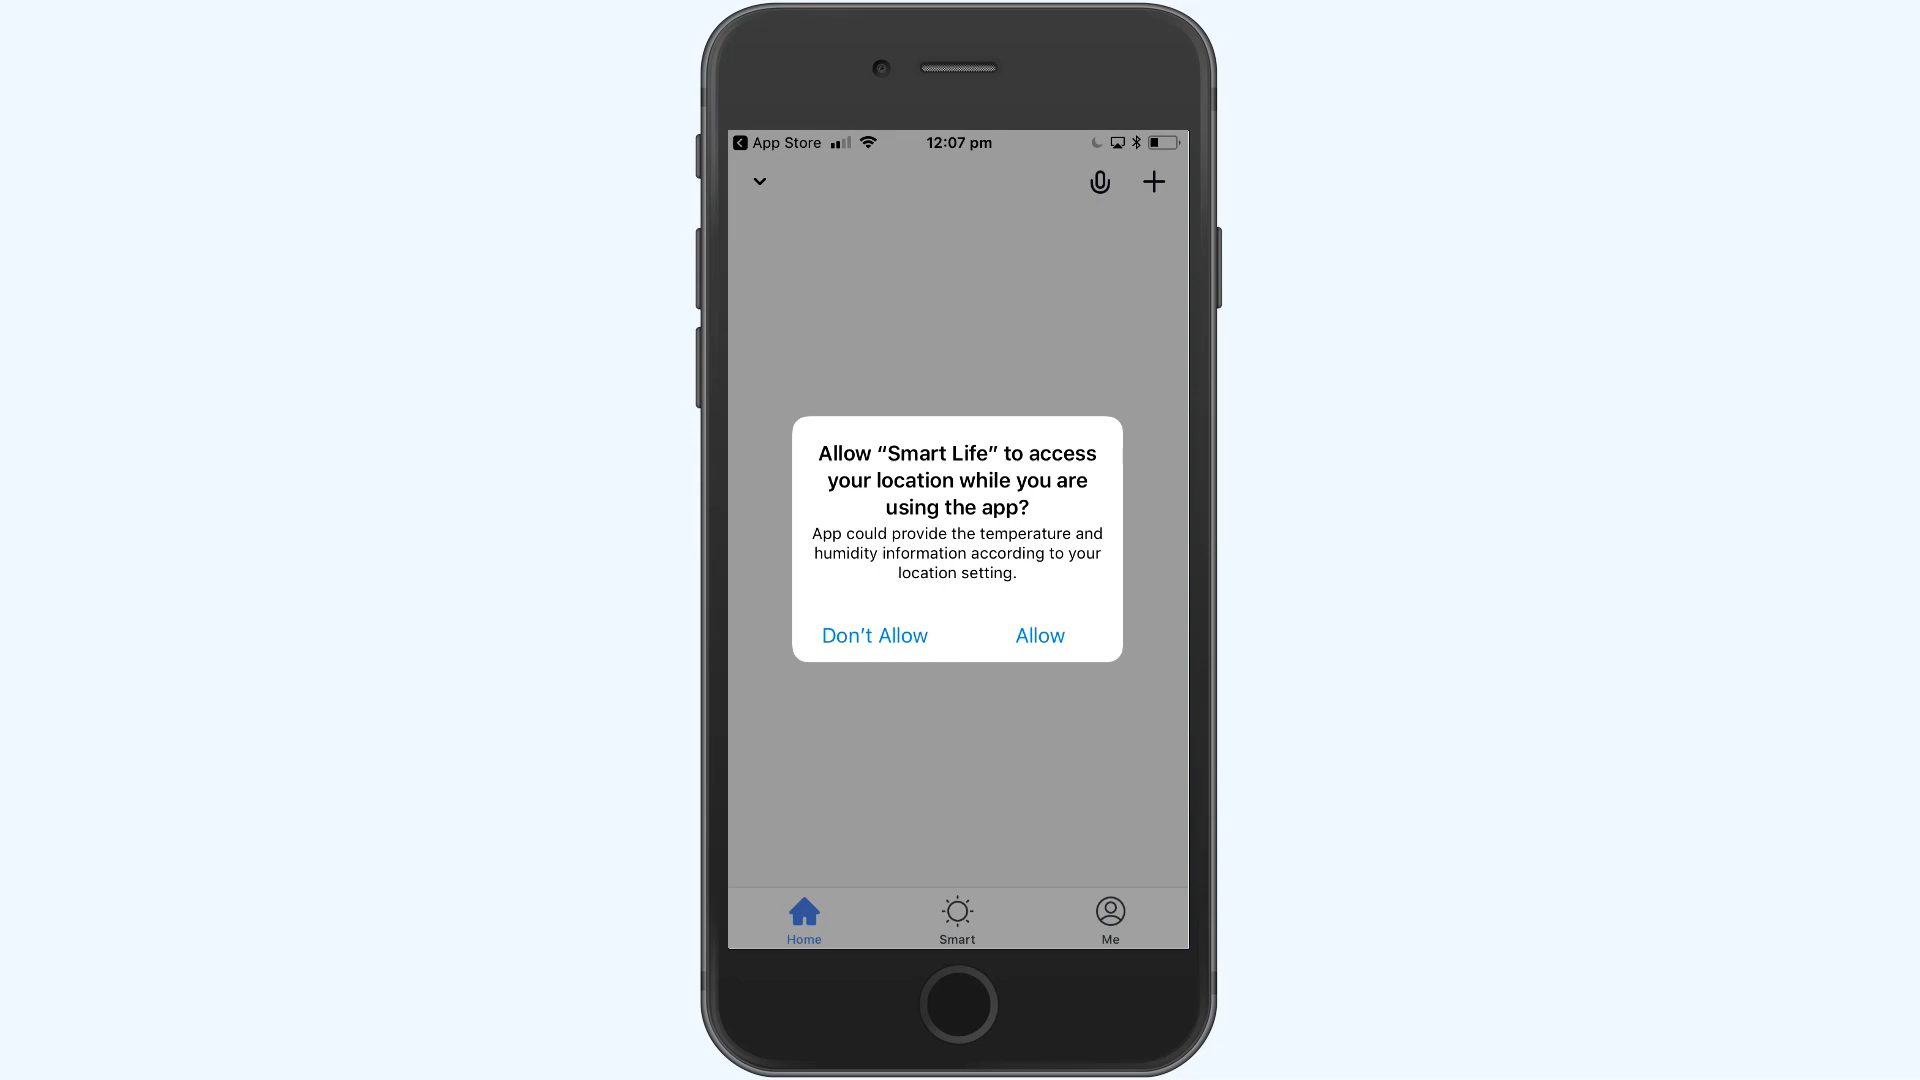 App Store
12:07 pm
Allow “Smart Life” to access
your location while you are
using the app?
App could provide the temperature and
humidity information according to your
location setting.
Don’t Allow
Allow
Home
Smart
Me